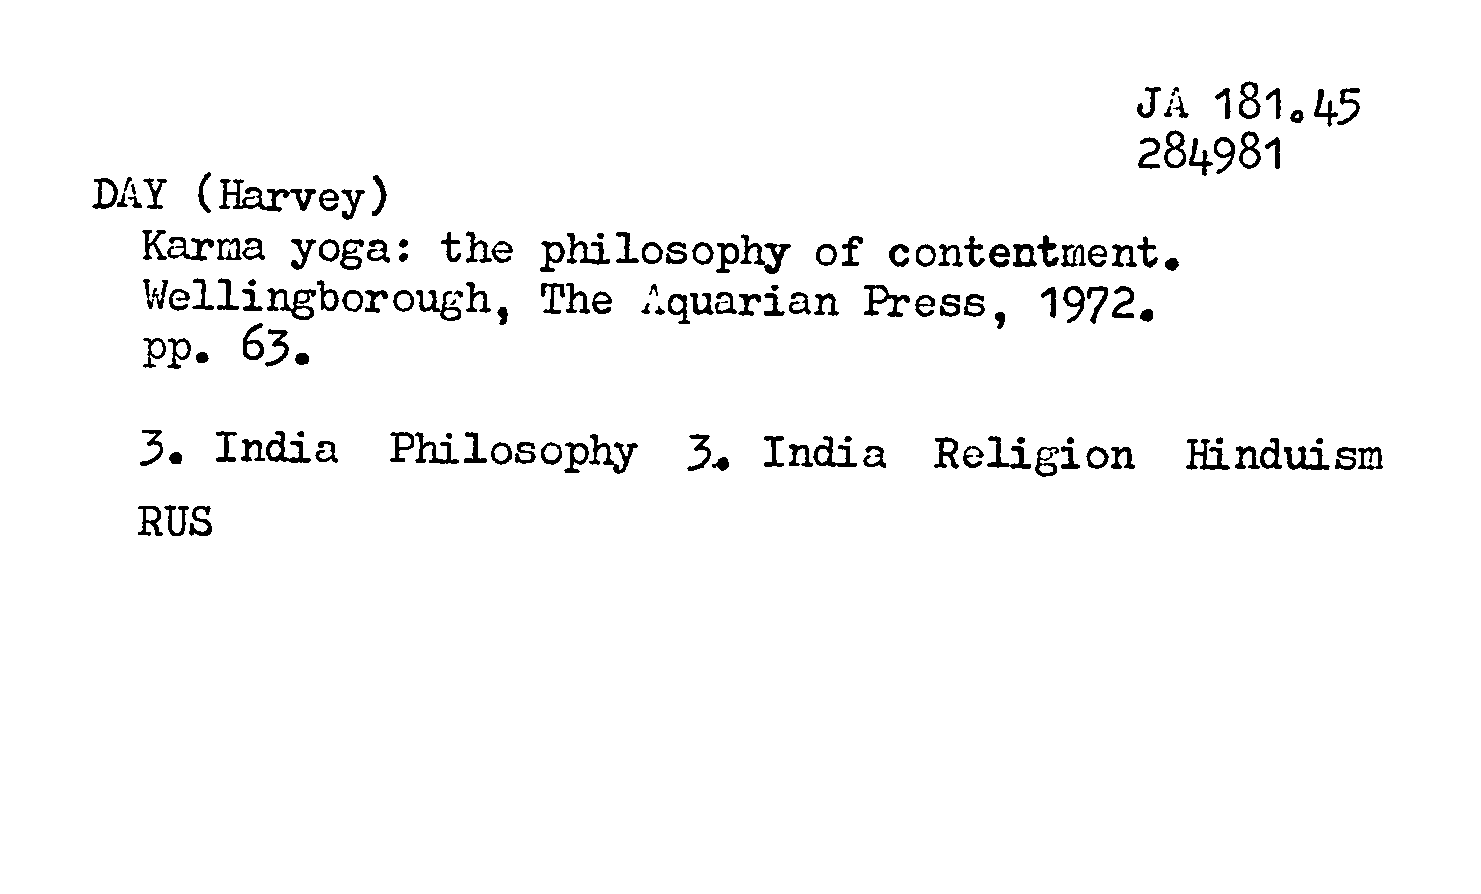 JA 181.45
284981
DAY (Harvey)
Karma yoga: the philosophy of contentment.
Wellingborough, The Aquarian Press, 1972.
pp. 63.
3. India Philosophy 3. India Religion Hinduism
RUS